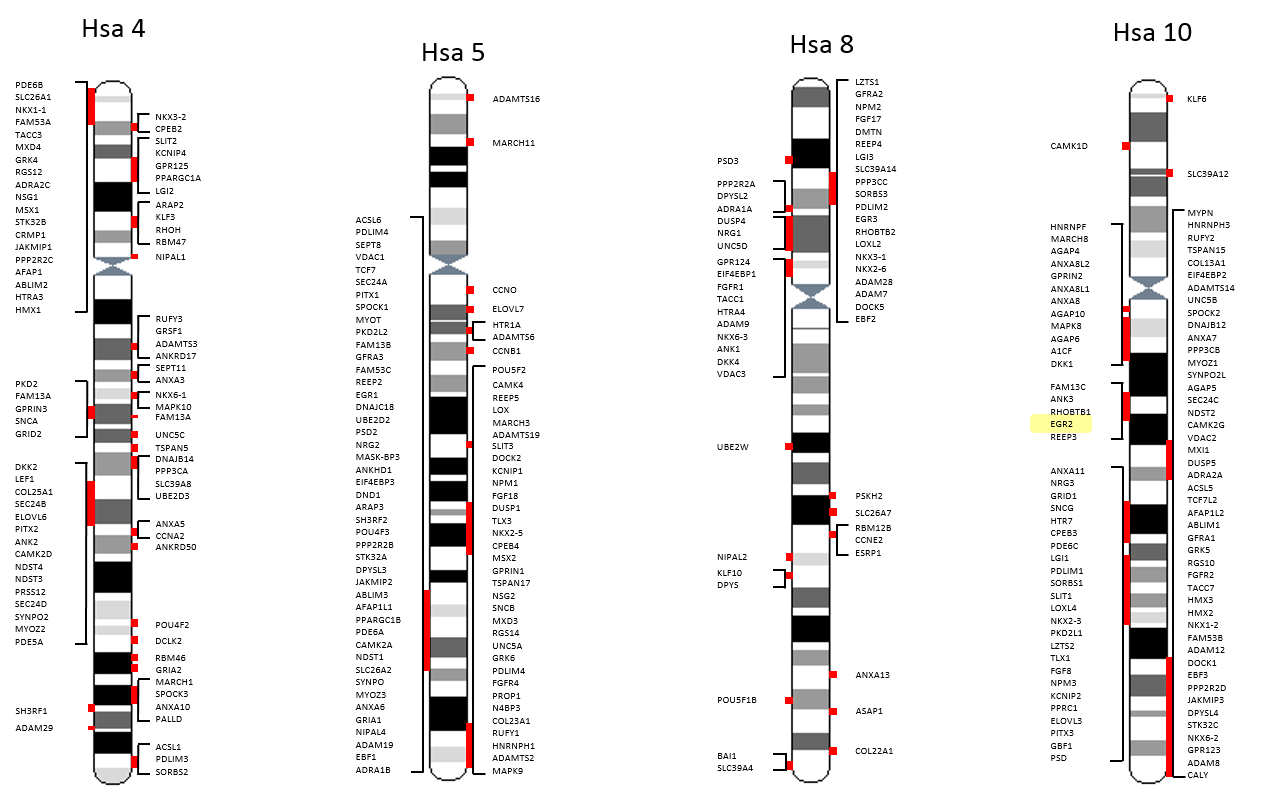 Hsa 4
PDE6B
SLC26A1
NKX1-1
FAM53A
TACC3
MXD4
GRK4
RGS12
ADRA2C
NSG1
MSX1
STK32B
CRMP1
JAKMIP1
PPP2R2C
AFAP1
ABLIM2
HTRA3
HMX1
PKD2
FAM13A
GPRIN3
SNCA
GRID2
DKK2
LEF1
COL25A1
SEC24B
ELOVL6
PITX2
ANK2
CAMK2D
NDST4
NDST3
PRSS12
SEC24D
SYNPO2
MYOZ2
PDE5A
SH3RF1
ADAM29
NKX3-2
CPEB2
SLIT2
KCNIP4
GPR125
PPARGC1A
LGI2
ARAP2
KLF3
RHOH
RBM47
NIPAL1
RUFY3
GRSF1
ADAMTS3
ANKRD17
SEPT11
ANXA3
NKX6-1
MAPK10
FAM13A
UNC5C
TSPAN5
DNAJB14
PPP3CA
SLC39A8
UBE2D3
ANXA5
CCNA2
ANKRD50
POU4F2
DCLK2
RBM46
GRIA2
MARCH1
SPOCK3
ANXA10
PALLD
ACSL1
PDLIM3
SORBS2
Hsa 5
ACSL6
PDLIM4
SEPT8
VDAC1
TCF7
SEC24A
PITX1
SPOCK1
MYOT
PKD2L2
FAM13B
GFRA3
FAM53C
REEP2
EGR1
DNAJC18
UBE2D2
PSD2
NRG2
MASK-BP3
ANKHD1
EIF4EBP3
DND1
ARAP3
SH3RF2
POU4F3
PPP2R2B
STK32A
DPYSL3
JAKMIP2
ABLIM3
AFAP1L1
PPARGC1B
PDE6A
CAMK2A
NDST1
SLC26A2
SYNPO
MYOZ3
ANXA6
GRIA1
NIPAL4
ADAM19
EBF1
ADRA1B
ADAMTS16
MARCH11
CCNO
ELOVL7
HTR1A
ADAMTS6
CCNB1
POU5F2
CAMK4
REEP5
LOX
MARCH3
ADAMTS19
SLIT3
DOCK2
KCNIP1
NPM1
FGF18
DUSP1
TLX3
NKX2-5
CPEB4
MSX2
GPRIN1
TSPAN17
NSG2
SNCB
MXD3
RGS14
UNC5A
GRK6
PDLIM4
FGFR4
PROP1
N4BP3
COL23A1
RUFY1
HNRNPH1
ADAMTS2
MAPK9
Hsa 8
PSD3
PPP2R2A
DPYSL2
ADRA1A
DUSP4
NRG1
UNC5D
GPR124
EIF4EBP1
FGFR1
TACC1
HTRA4
ADAM9
NKX6-3
ANK1
DKK4
VDAC3
UBE2W
NIPAL2
KLF10
DPYS
POU5F1B
BAI1
SLC39A4
LZTS1
GFRA2
NPM2
FGF17
DMTN
REEP4
LGI3
SLC39A14
PPP3CC
SORBS3
PDLIM2
EGR3
RHOBTB2
LOXL2
NKX3-1
NKX2-6
ADAM28
ADAM7
DOCK5
EBF2
PSKH2
SLC26A7
RBM12B
CCNE2
ESRP1
ANXA13
ASAP1
COL22A1
Hsa 10
CAMK1D
HNRNPF
MARCH8
AGAP4
ANXA8L2
GPRIN2
ANXA8L1
ANXA8
AGAP10
MAPK8
AGAP6
A1CF
DKK1
FAM13C
ANK3
RHOBTB1
EGR2
REEP3
ANXA11
NRG3
GRID1
SNCG
HTR7
CPEB3
PDE6C
LGI1
PDLIM1
SORBS1
SLIT1
LOXL4
NKX2-3
PKD2L1
LZTS2
TLX1
FGF8
NPM3
KCNIP2
PPRC1
ELOVL3
PITX3
GBF1
PSD
KLF6
SLC39A12
MYPN
HNRNPH3
RUFY2
TSPAN15
COL13A1
EIF4EBP2
ADAMTS14
UNC5B
SPOCK2
DNAJB12
ANXA7
PPP3CB
MYOZ1
SYNPO2L
AGAP5
SEC24C
NDST2
CAMK2G
VDAC2
MXI1
DUSP5
ADRA2A
ACSL5
TCF7L2
AFAP1L2
ABLIM1
GFRA1
GRK5
RGS10
FGFR2
TACC7
HMX3
HMX2
NKX1-2
FAM53B
ADAM12
DOCK1
EBF3
PPP2R2D
JAKMIP3
DPYSL4
STK32C
NKX6-2
GPR123
ADAM8
CALY